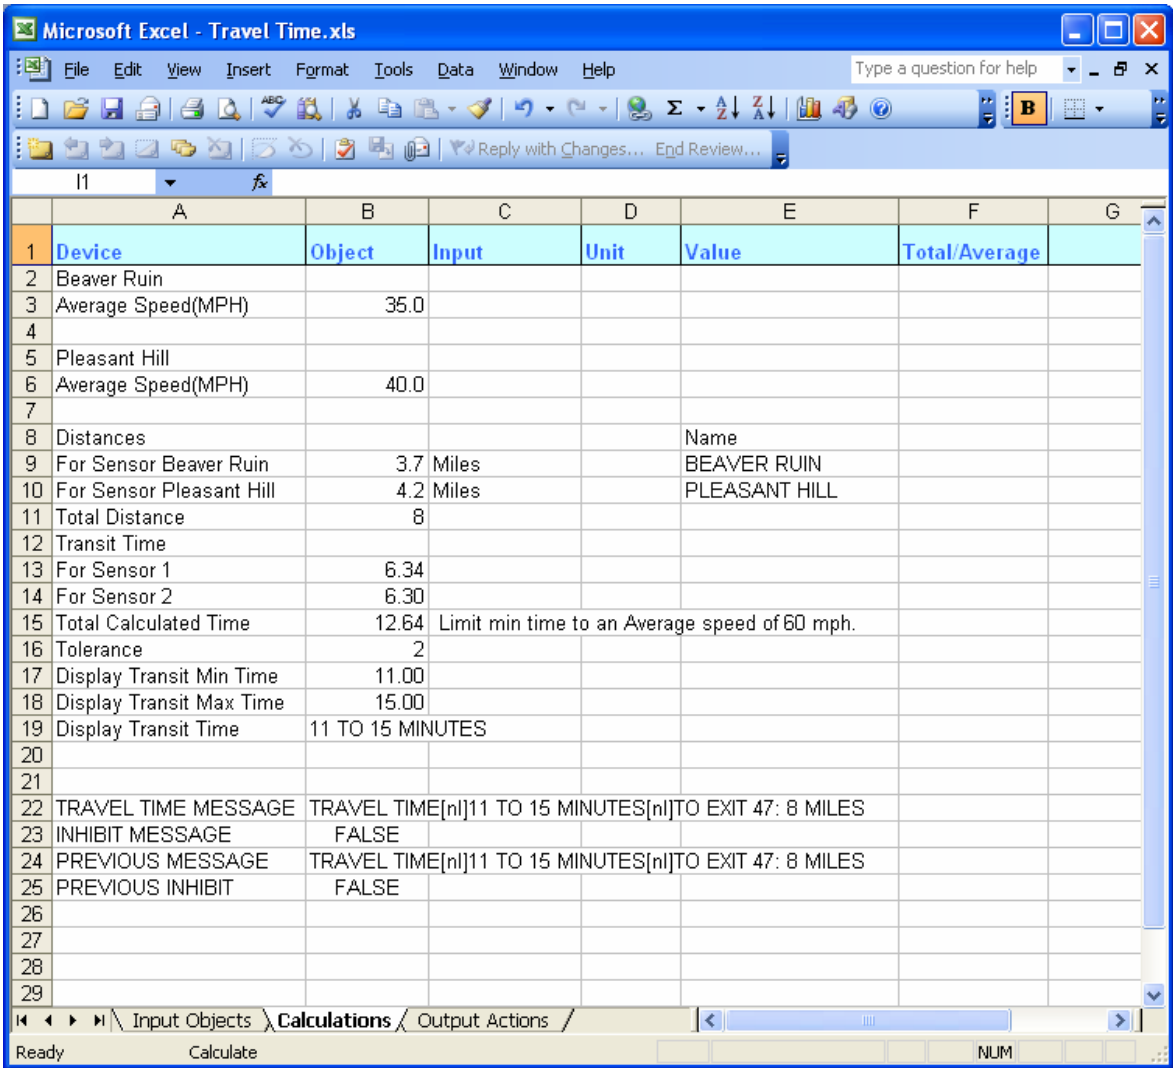 Microsoft Excel - Travel Time.xls
File Edit View Insert Format Tools Data Window Help Type a question for help
ABC Σ A Z Z A B
Reply with Changes... End Review...
I1 fx
A B C D E F G
1 Device Object Input Unit Value Total/Average
2 Beaver Ruin
3 Average Speed(MPH) 35.0
4
5 Pleasant Hill
6 Average Speed(MPH) 40.0
7
8 Distances Name
9 For Sensor Beaver Ruin 3.7 Miles BEAVER RUIN
10 For Sensor Pleasant Hill 4.2 Miles PLEASANT HILL
11 Total Distance 8
12 Transit Time
13 For Sensor 1 6.34
14 For Sensor 2 6.30
15 Total Calculated Time 12.64 Limit min time to an Average speed of 60 mph.
16 Tolerance 2
17 Display Transit Min Time 11.00
18 Display Transit Max Time 15.00
19 Display Transit Time 11 TO 15 MINUTES
20
21
22 TRAVEL TIME MESSAGE TRAVEL TIME[nl]11 TO 15 MINUTES[nl]TO EXIT 47: 8 MILES
23 INHIBIT MESSAGE FALSE
24 PREVIOUS MESSAGE TRAVEL TIME[nl]11 TO 15 MINUTES[nl]TO EXIT 47: 8 MILES
25 PREVIOUS INHIBIT FALSE
26
27
28
29
Input Objects Calculations Output Actions
Ready Calculate NUM